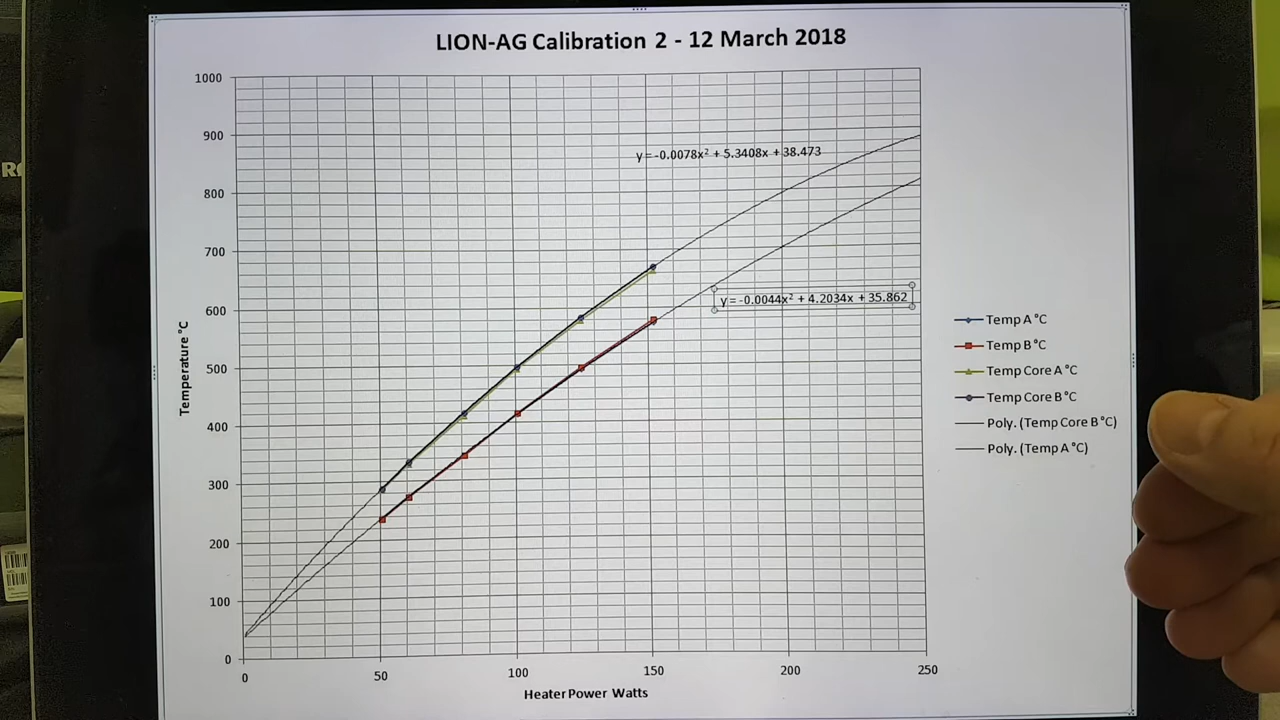 LION-AG Calibration 2 - 12 March 2018
1000
900
800
700
600
500
400
300
200
100
0
Temperature °C
y = -0.0078x² + 5.3408x + 38.473
y = -0.0044x² + 4.2034x + 35.862
Temp A °C
Temp B °C
Temp Core A °C
Temp Core B °C
Poly. (Temp Core B °C)
Poly. (Temp A °C)
0 50 100 150 200 250
Heater Power Watts